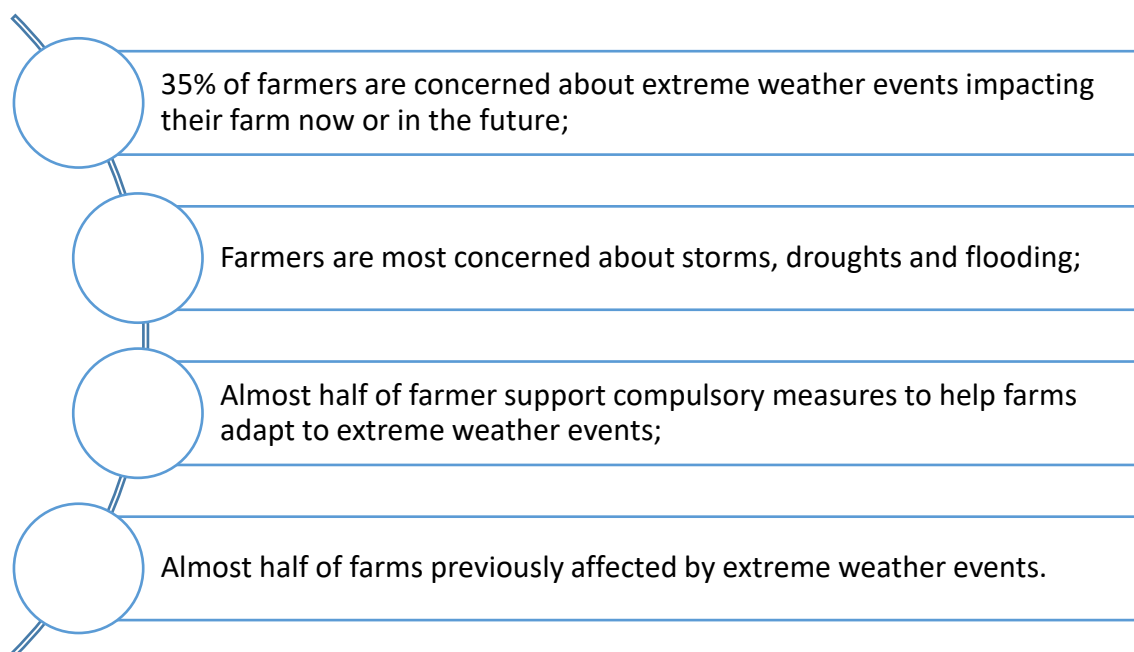 35% of farmers are concerned about extreme weather events impacting
their farm now or in the future;
Farmers are most concerned about storms, droughts and flooding;
Almost half of farmer support compulsory measures to help farms
adapt to extreme weather events;
Almost half of farms previously affected by extreme weather events.